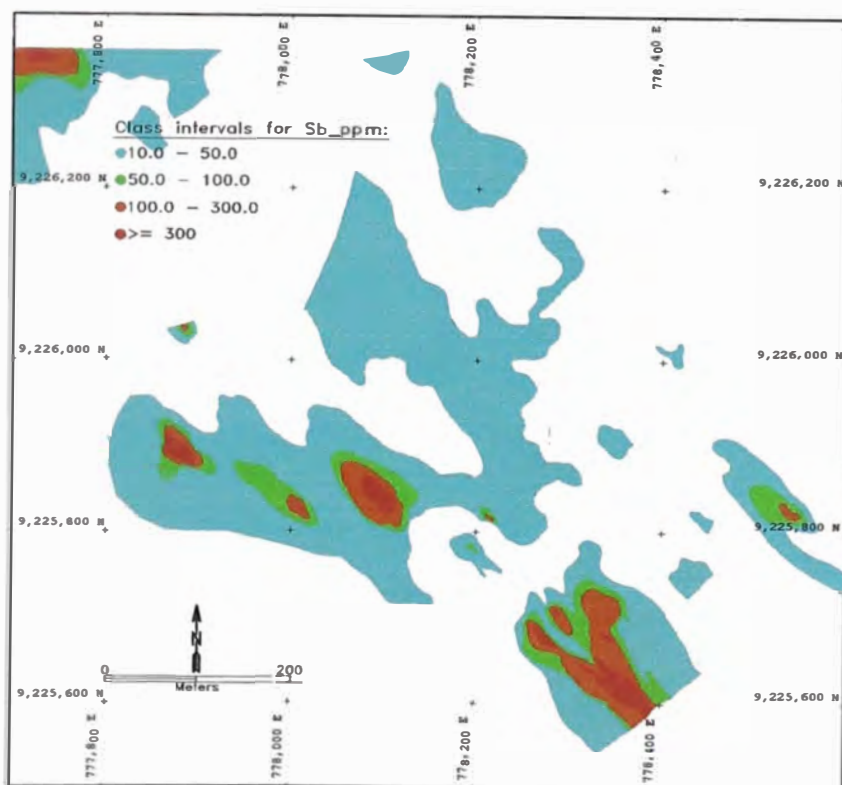 777,800 E
778,000 E
778,200 E
778,400 E
Class intervals for Sb_ppm:
10.0 - 50.0
50.0 - 100.0
100.0 - 300.0
>= 300
9,226,200 N
9,226,200 N
9,226,000 N
9,226,000 N
9,225,800 N
9,225,800 N
N
0
200
Meters
9,225,600 N
9,225,600 N
777,800 E
778,000 E
778,200 E
778,400 E